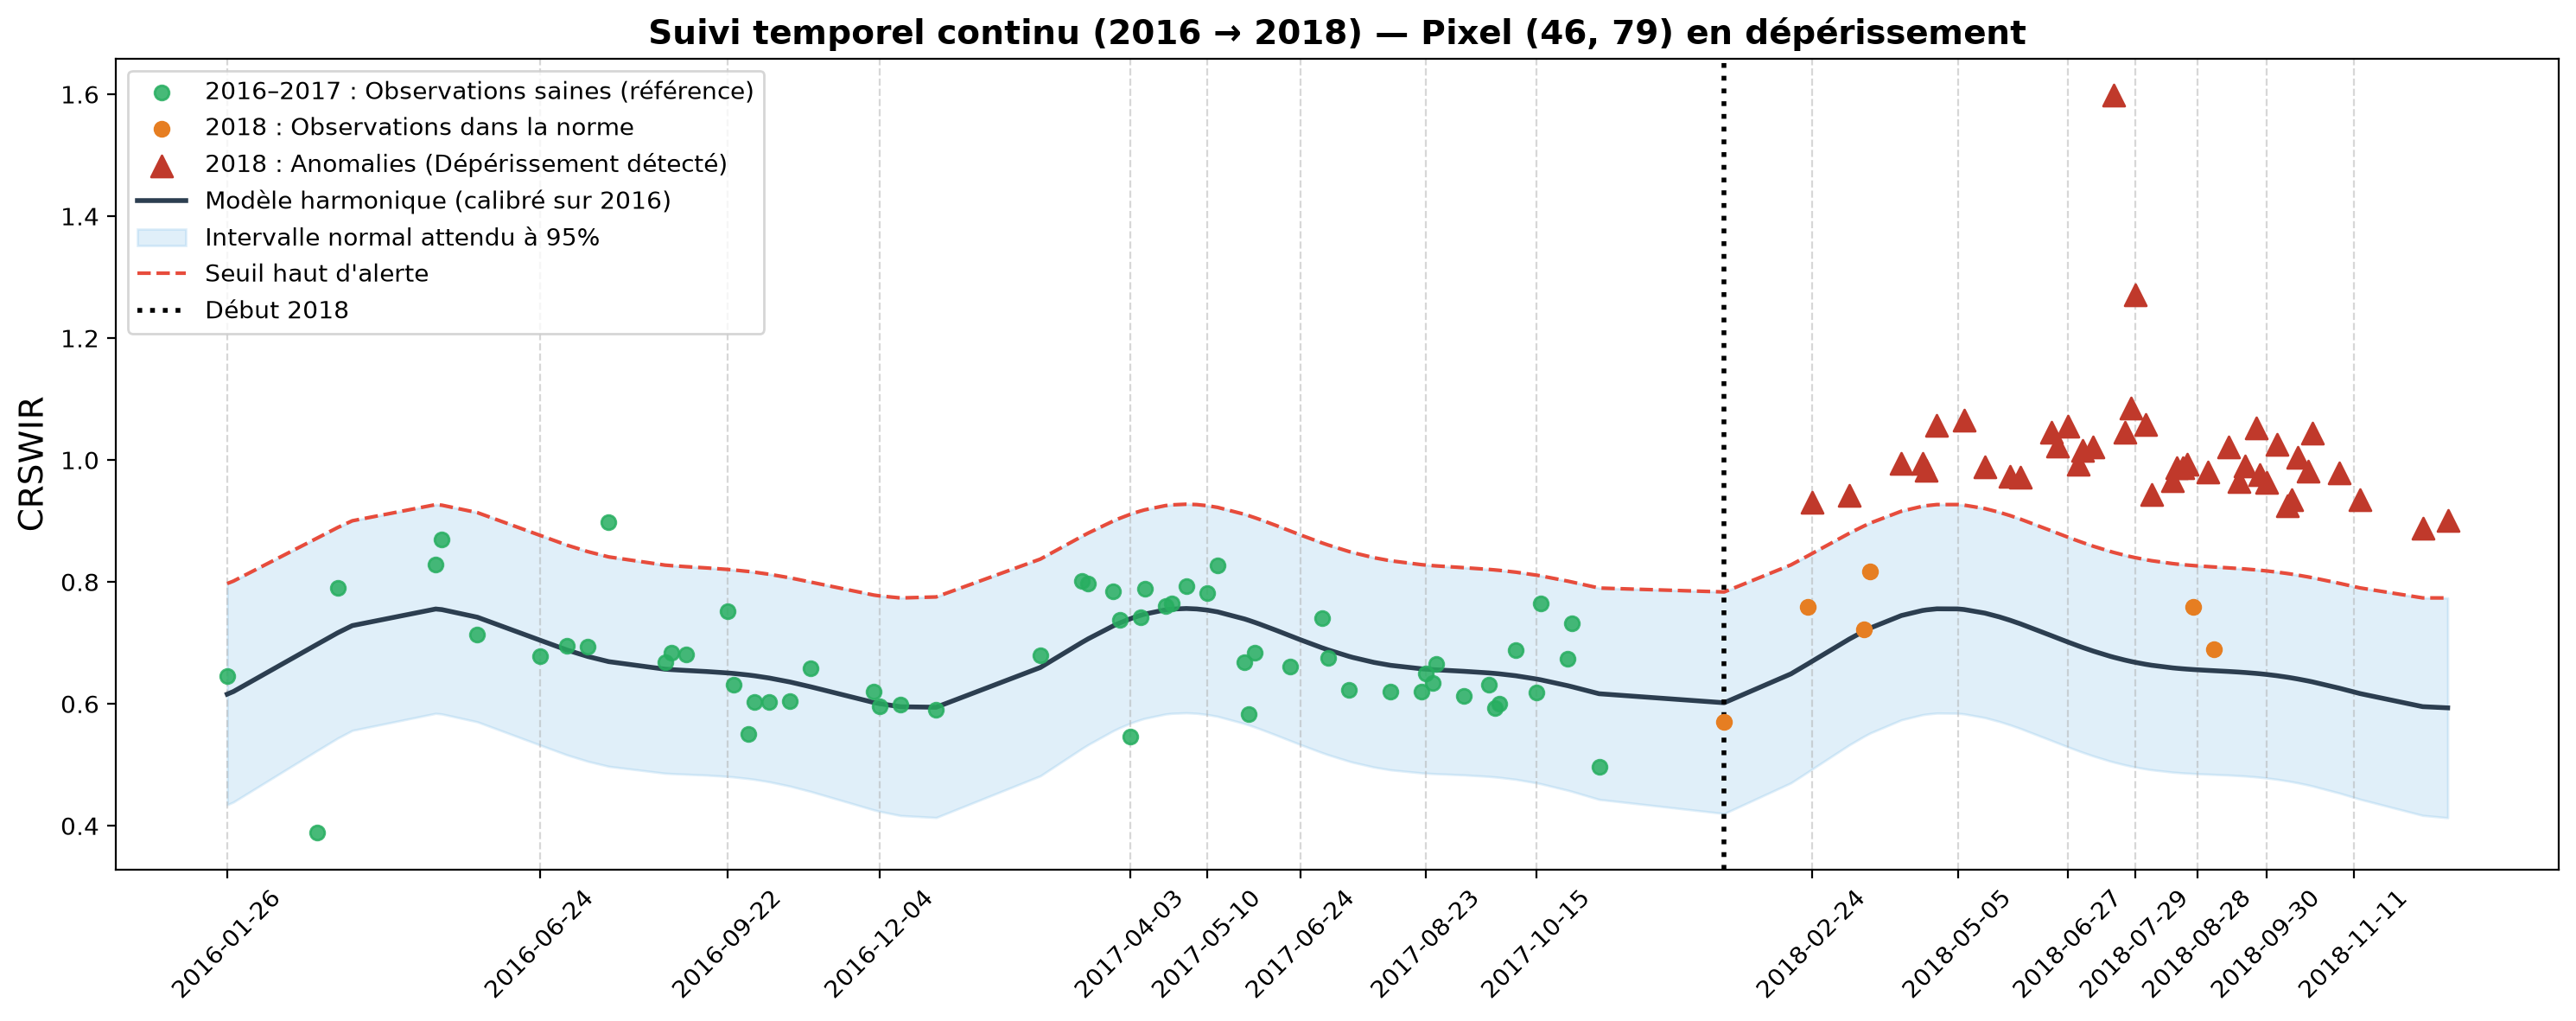 Suivi temporel continu (2016 → 2018) — Pixel (46, 79) en dépérissement
2016–2017 : Observations saines (référence)
2018 : Observations dans la norme
2018 : Anomalies (Dépérissement détecté)
Modèle harmonique (calibré sur 2016)
Intervalle normal attendu à 95%
Seuil haut d'alerte
Début 2018
CRSWIR
1.6
1.4
1.2
1.0
0.8
0.6
0.4
2016-01-26
2016-06-24
2016-09-22
2016-12-04
2017-04-03
2017-05-10
2017-06-24
2017-08-23
2017-10-15
2018-02-24
2018-05-05
2018-06-27
2018-07-29
2018-08-28
2018-09-30
2018-11-11